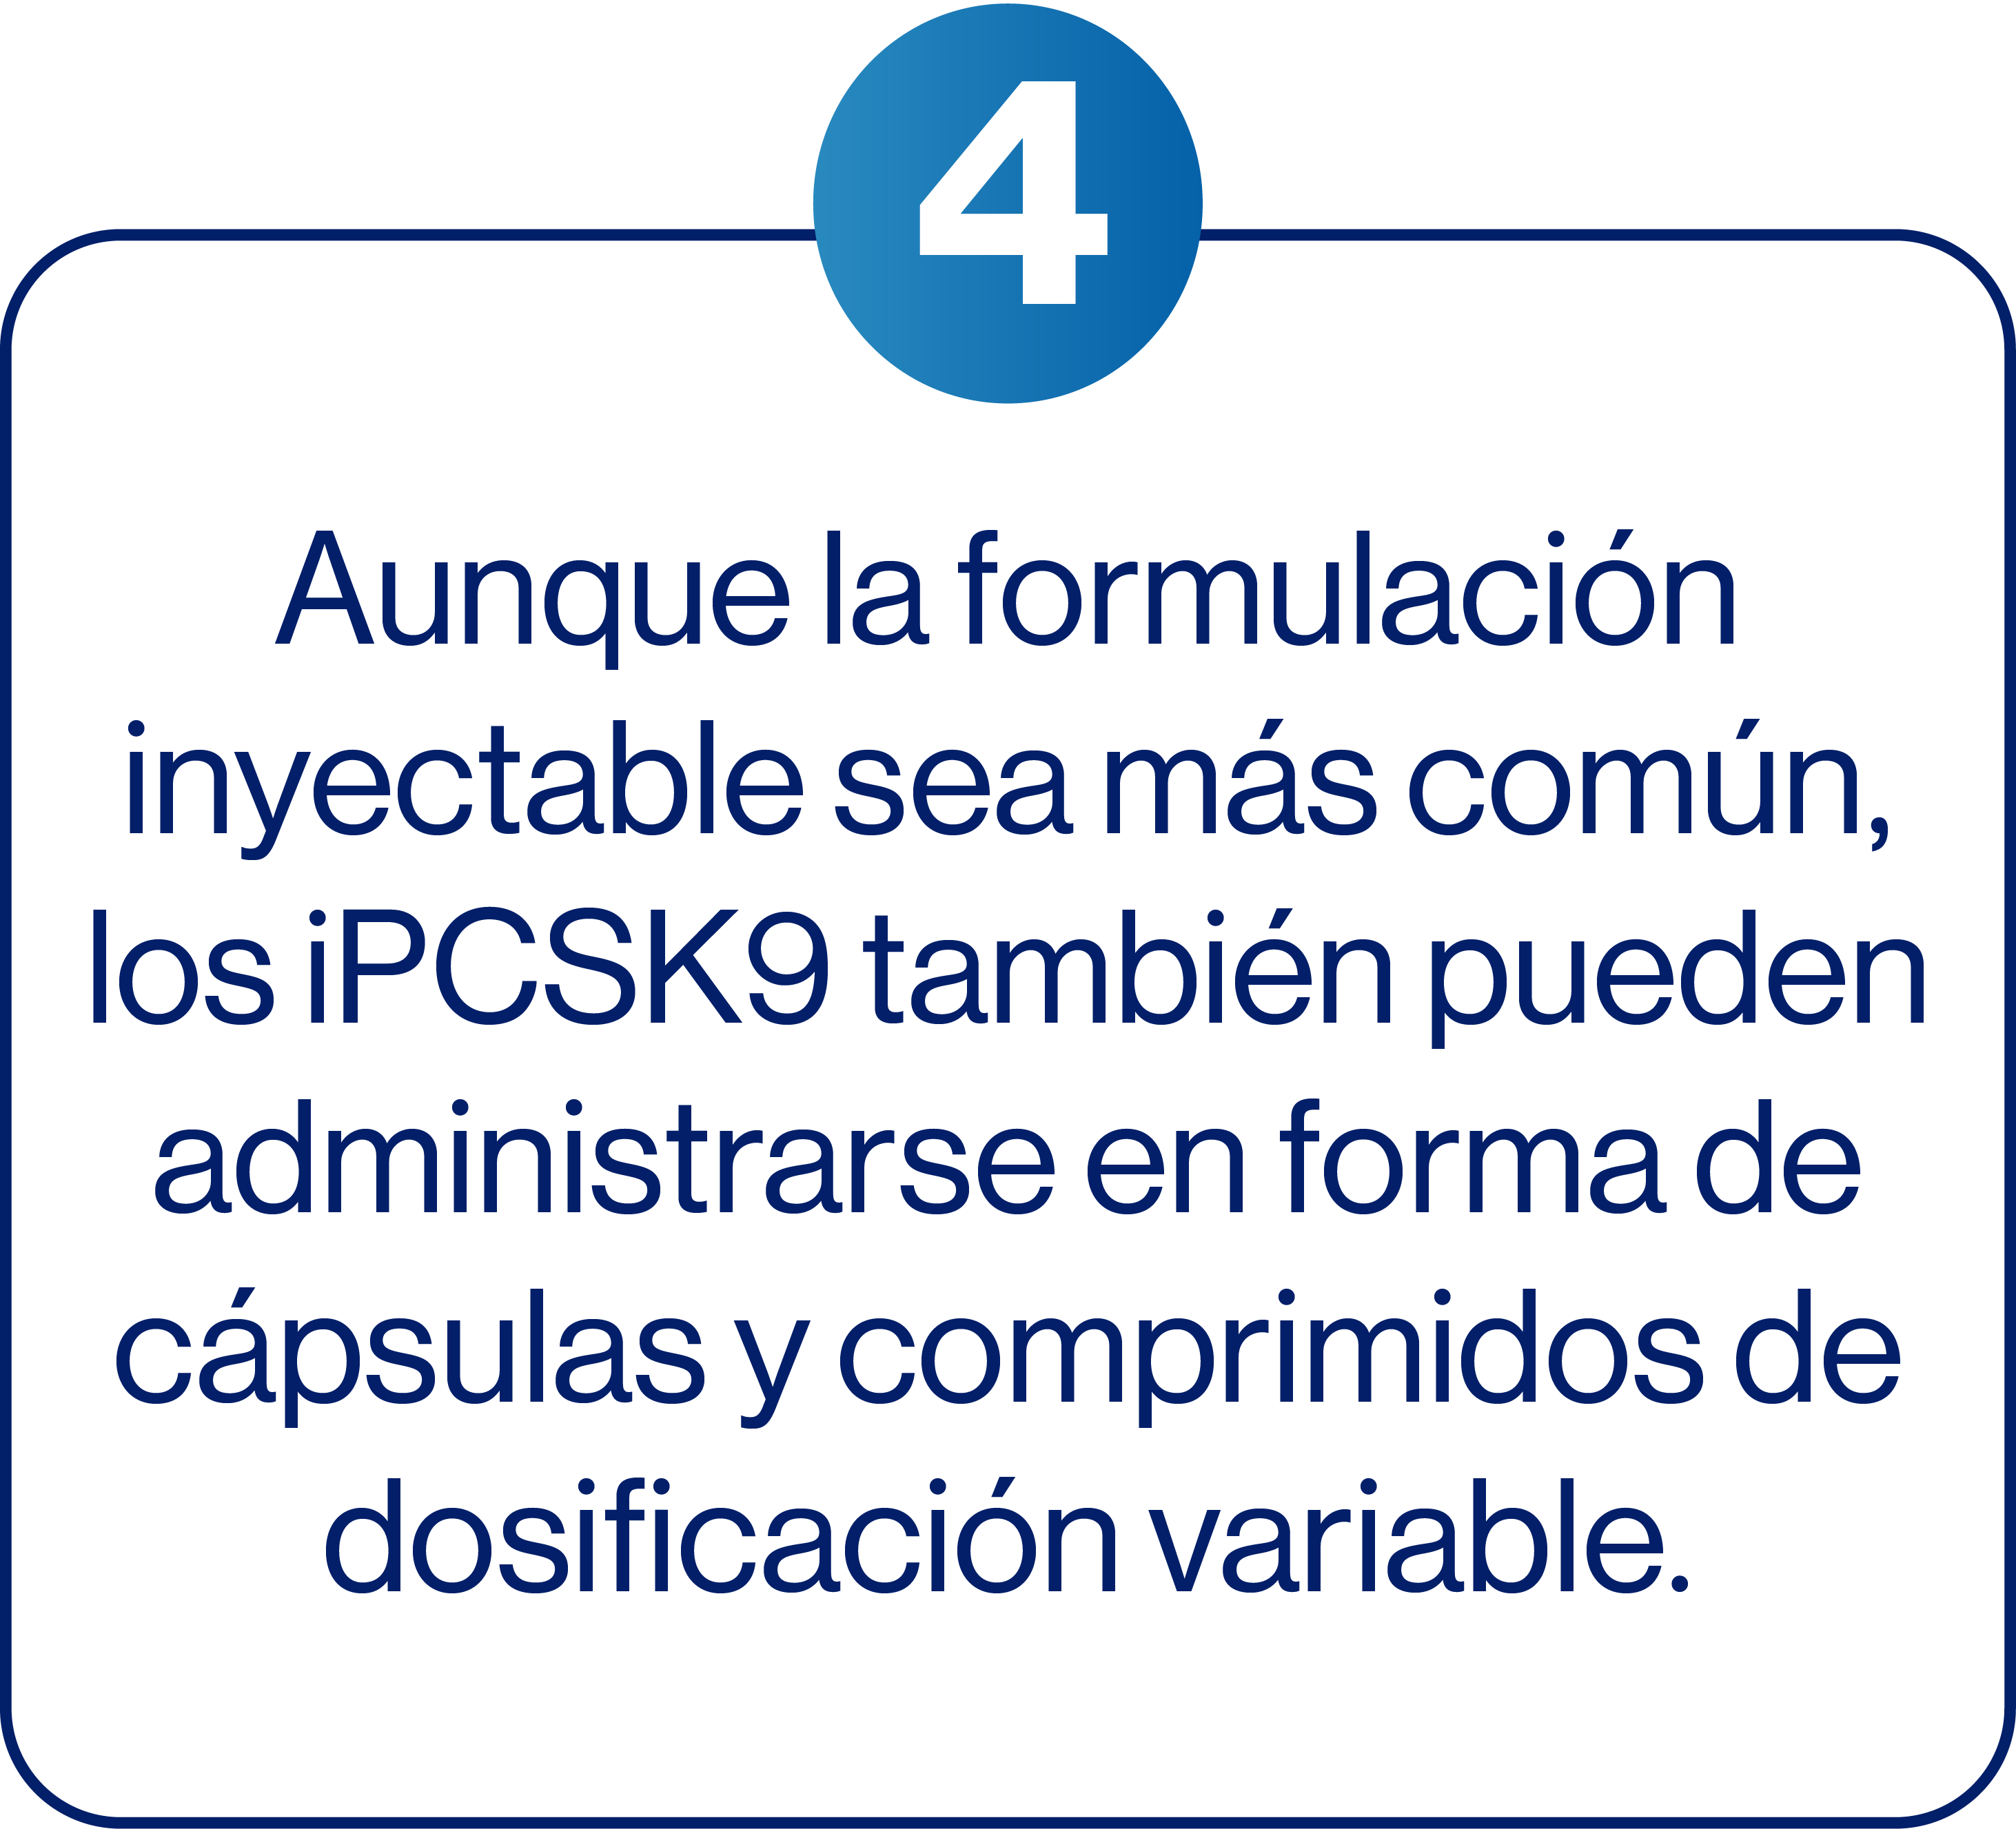 4
Aunque la formulación
inyectable sea más común,
los iPCSK9 también pueden
administrarse en forma de
cápsulas y comprimidos de
dosificación variable.